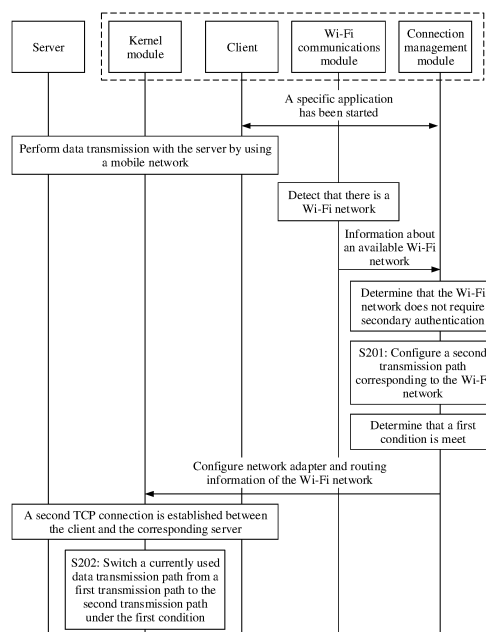 Server
Kernel
module
Client
Wi-Fi
communications
module
Connection
management
module
A specific application
has been started
Perform data transmission with the server by using
a mobile network
Detect that there is a
Wi-Fi network
Information about
an available Wi-Fi
network
Determine that the Wi-Fi
network does not require
secondary authentication
S201: Configure a second
transmission path
corresponding to the Wi-F
network
Determine that a first
condition is meet
Configure network adapter and routing
information of the Wi-Fi network
A second TCP connection is established between
the client and the corresponding server
S202: Switch a currently used
data transmission path from a
first transmission path to the
second transmission path
under the first condition